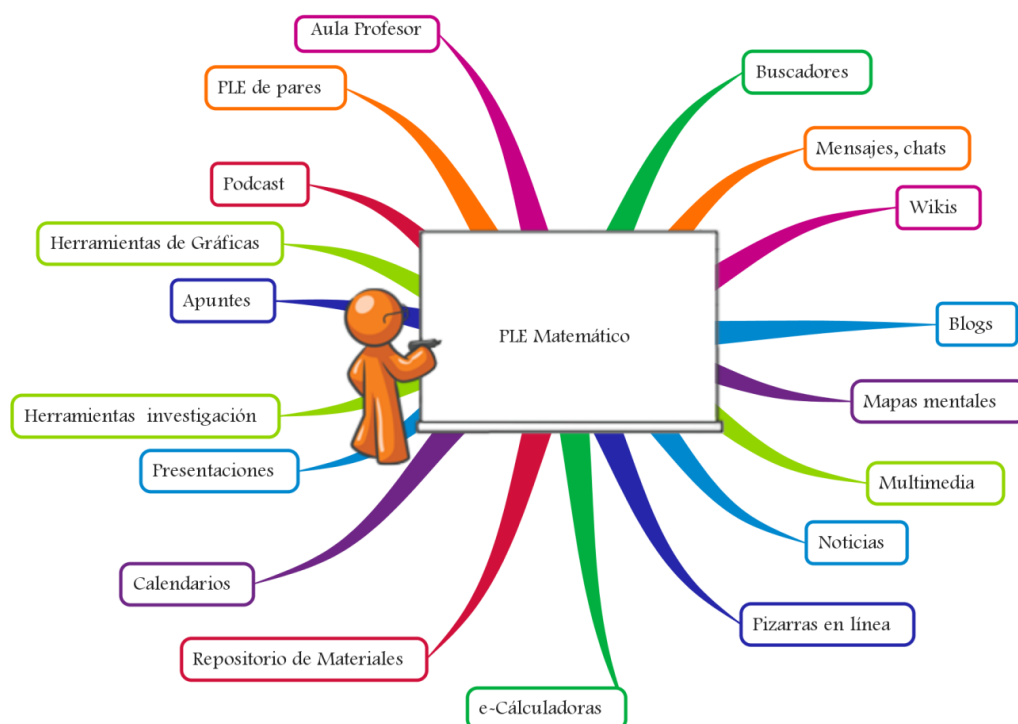 Aula Profesor
PLE de pares
Podcast
Herramientas de Gráficas
Apuntes
Herramientas investigación
Presentaciones
Calendarios
Repositorio de Materiales
e-Cálculadoras
PLE Matemático
Buscadores
Mensajes, chats
Wikis
Blogs
Mapas mentales
Multimedia
Noticias
Pizarras en línea